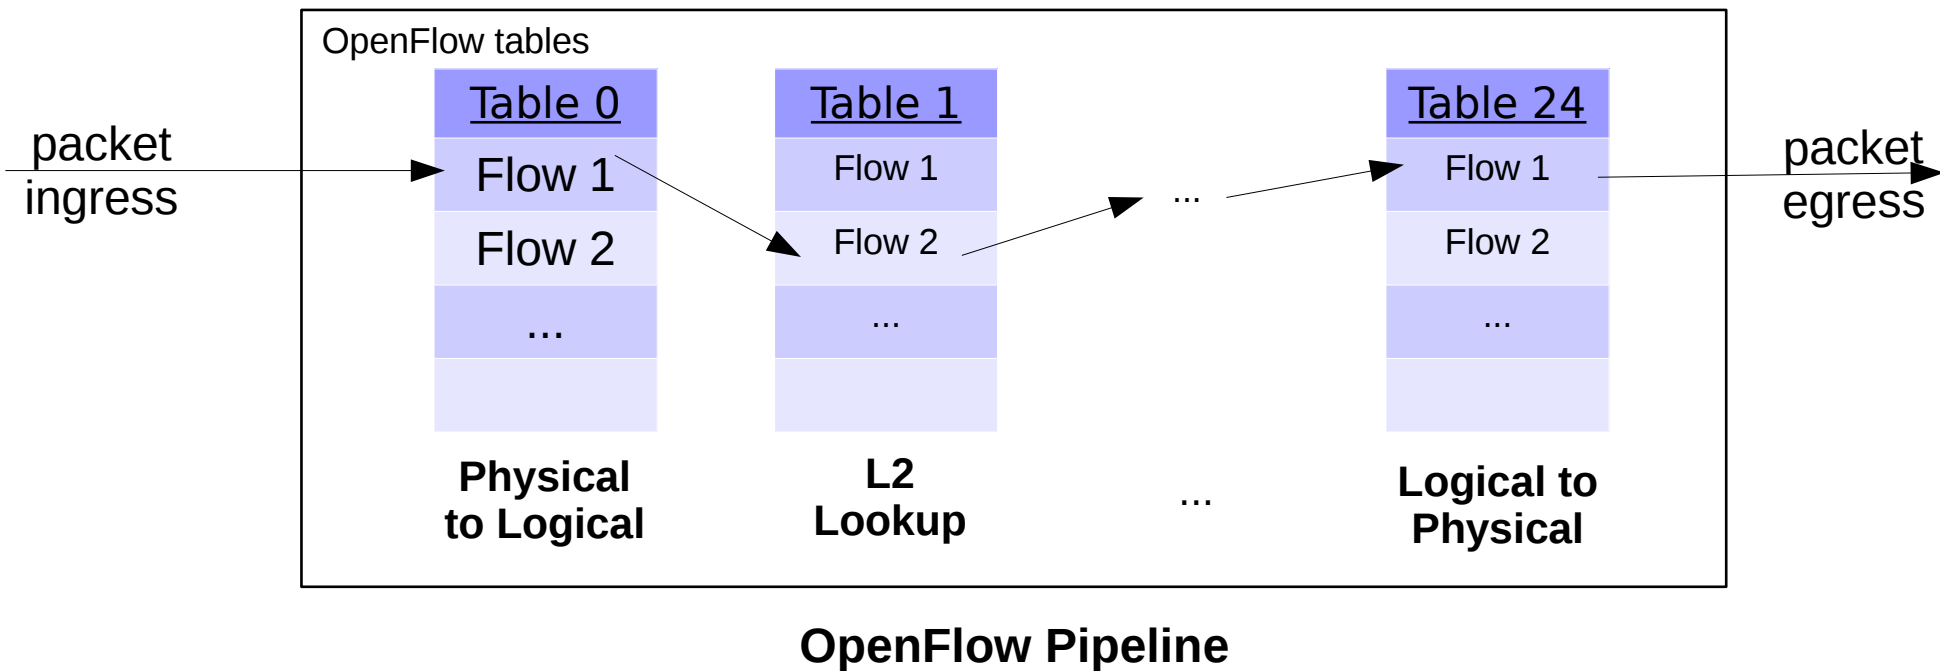 OpenFlow tables
packet
ingress
Table 0
Flow 1
Flow 2
...
Physical
to Logical
Table 1
Flow 1
Flow 2
...
L2
Lookup
...
...
Table 24
Flow 1
Flow 2
...
Logical to
Physical
packet
egress
OpenFlow Pipeline